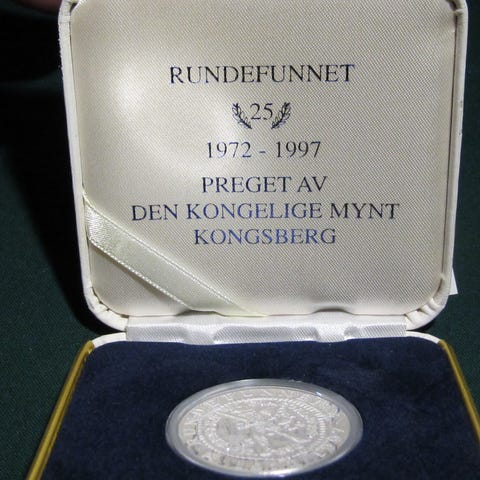 RUNDEFUNNET
25
1972 - 1997
PREGET AV
DEN KONGELIGE MYNT
KONGSBERG